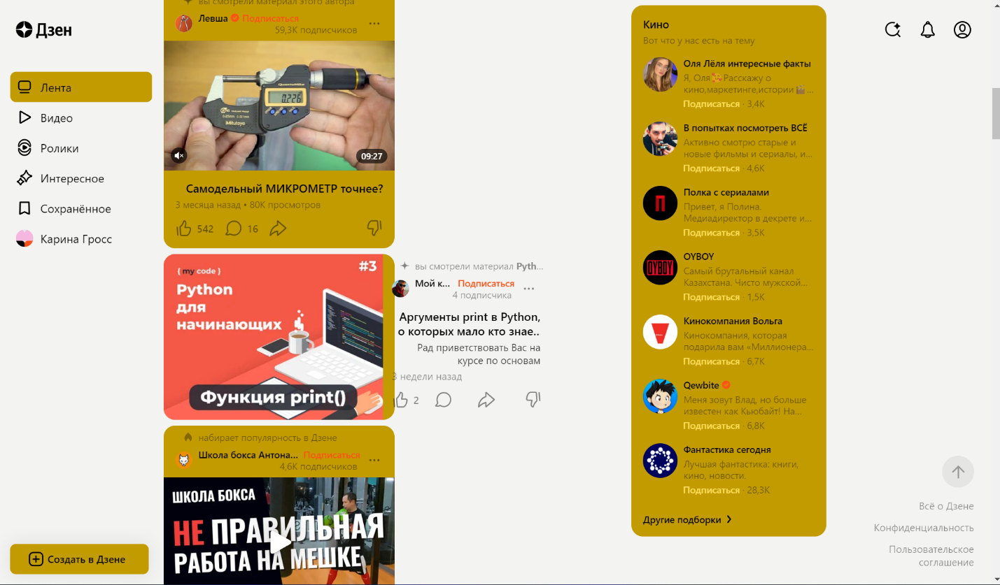 Дзен
Лента
Видео
Ролики
Интересное
Сохранённое
Карина Гросс
Создать в Дзене
вы смотрели материал этого автора
Левша Подписаться
59,3K подписчиков
QuantuMike
0.226
0-25mm 0.001mm
Mitutoyo
09:27
Самодельный МИКРОМЕТР точнее?
3 месяца назад • 80K просмотров
542 16
{ my code }
#3
Python
для
начинающих
Функция print()
вы смотрели материал Pyth...
Мой к... Подписаться
4 подписчика
Аргументы print в Python,
о которых мало кто знае..
Рад приветствовать Вас на
курсе по основам
3 недели назад
2
набирает популярность в Дзене
Школа бокса Антона... Подписаться
4,6K подписчиков
ШКОЛА БОКСА
НЕ ПРАВИЛЬНАЯ
РАБОТА НА МЕШКЕ
Кино
Вот что у нас есть на тему
Оля Лёля интересные факты
Я, Оля🥰Расскажу о
кино,маркетинге,истории🎬...
Подписаться · 3,4K
В попытках посмотреть ВСЁ
Активно смотрю старые и
новые фильмы и сериалы, и...
Подписаться · 4,6K
П
Полка с сериалами
Привет, я Полина.
Медиадиректор в декрете и...
Подписаться · 3,5K
OYBOY
OYBOY
Самый брутальный канал
Казахстана. Чисто мужской...
Подписаться · 1,5K
Кинокомпания Вольга
Кинокомпания, которая
подарила вам «Миллионера...
Подписаться · 6,7K
Qewbite
Меня зовут Влад, но больше
известен как Кьюбайт! На...
Подписаться · 6,8K
Фантастика сегодня
Лучшая фантастика: книги,
кино, новости.
Подписаться · 28,3K
Другие подборки
Всё о Дзене
Конфиденциальность
Пользовательское
соглашение